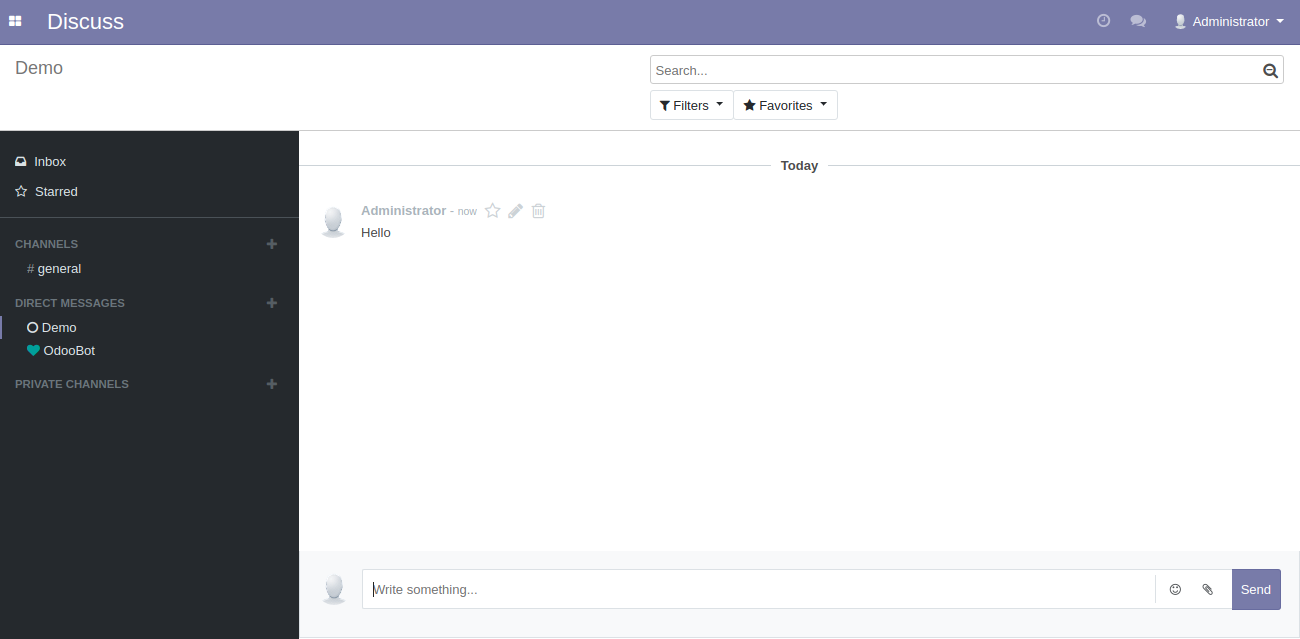 Discuss
Administrator
Demo
Search...
Filters
Favorites
Inbox
Starred
CHANNELS
# general
DIRECT MESSAGES
Demo
OdooBot
PRIVATE CHANNELS
Today
Administrator - now
Hello
Write something...
Send